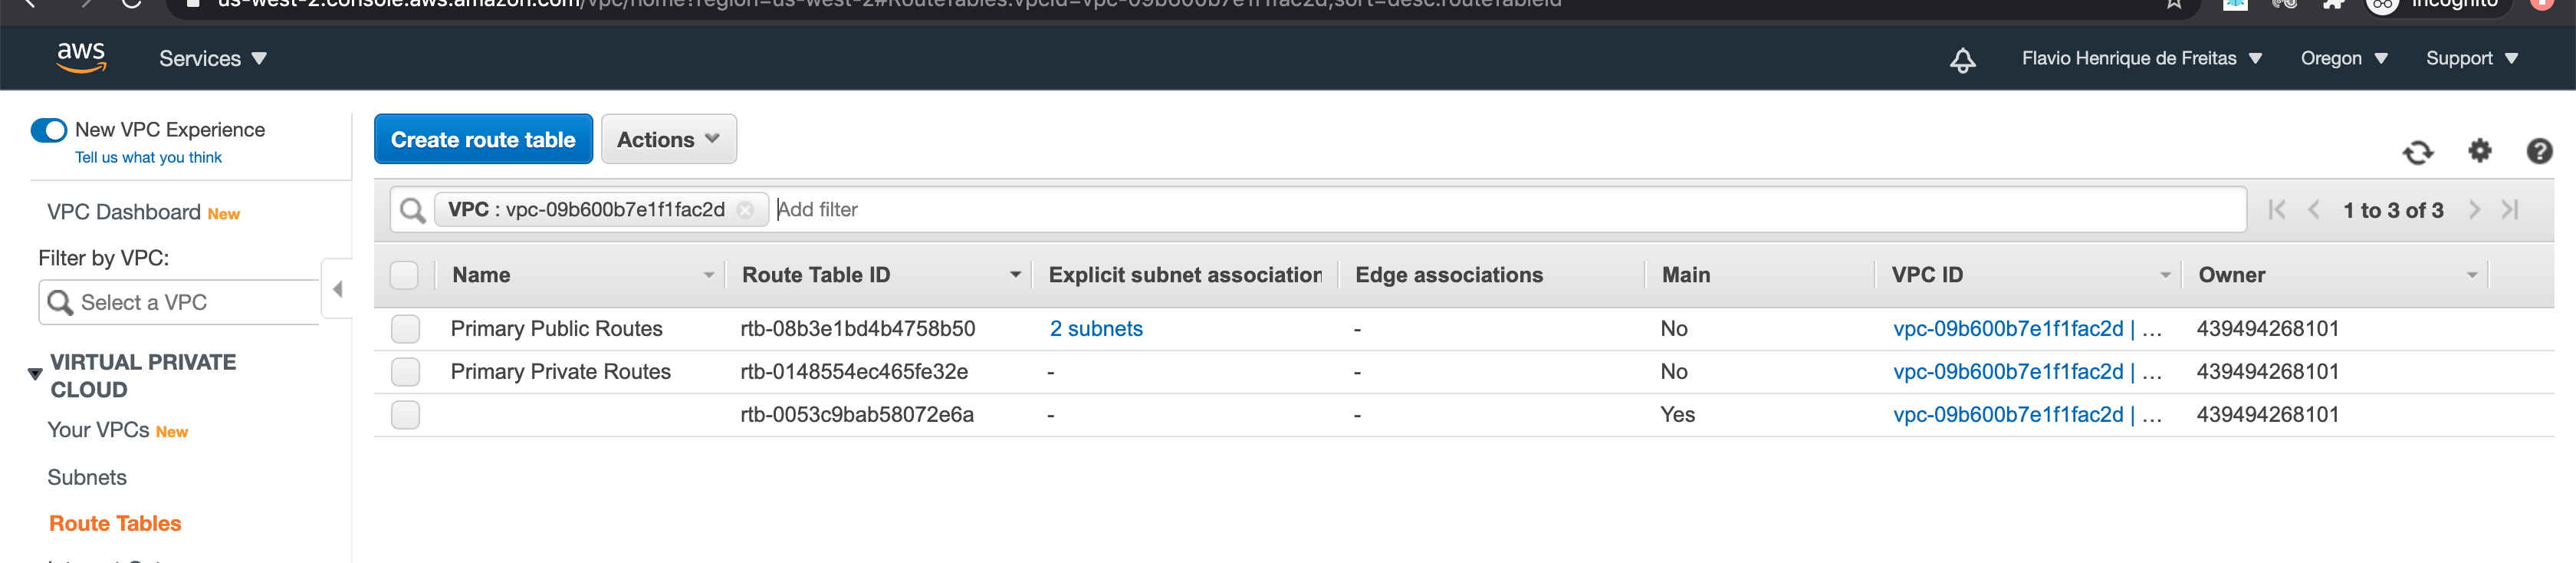 us-west-2.console.aws.amazon.com/vpc/home?region=us-west-2#RouteTables:vpcId=vpc-09b600b7e1f1fac2d;sort=desc:routeTableId
Incognito
aws
Services
Flavio Henrique de Freitas
Oregon
Support
New VPC Experience
Tell us what you think
Create route table
Actions
VPC Dashboard New
VPC : vpc-09b600b7e1f1fac2d
Add filter
1 to 3 of 3
Filter by VPC:
Select a VPC
Name
Route Table ID
Explicit subnet association
Edge associations
Main
VPC ID
Owner
Primary Public Routes rtb-08b3e1bd4b4758b50 2 subnets - No vpc-09b600b7e1f1fac2d | ... 439494268101
Primary Private Routes rtb-0148554ec465fe32e - - No vpc-09b600b7e1f1fac2d | ... 439494268101
rtb-0053c9bab58072e6a - - Yes vpc-09b600b7e1f1fac2d | ... 439494268101
VIRTUAL PRIVATE
CLOUD
Your VPCs New
Subnets
Route Tables